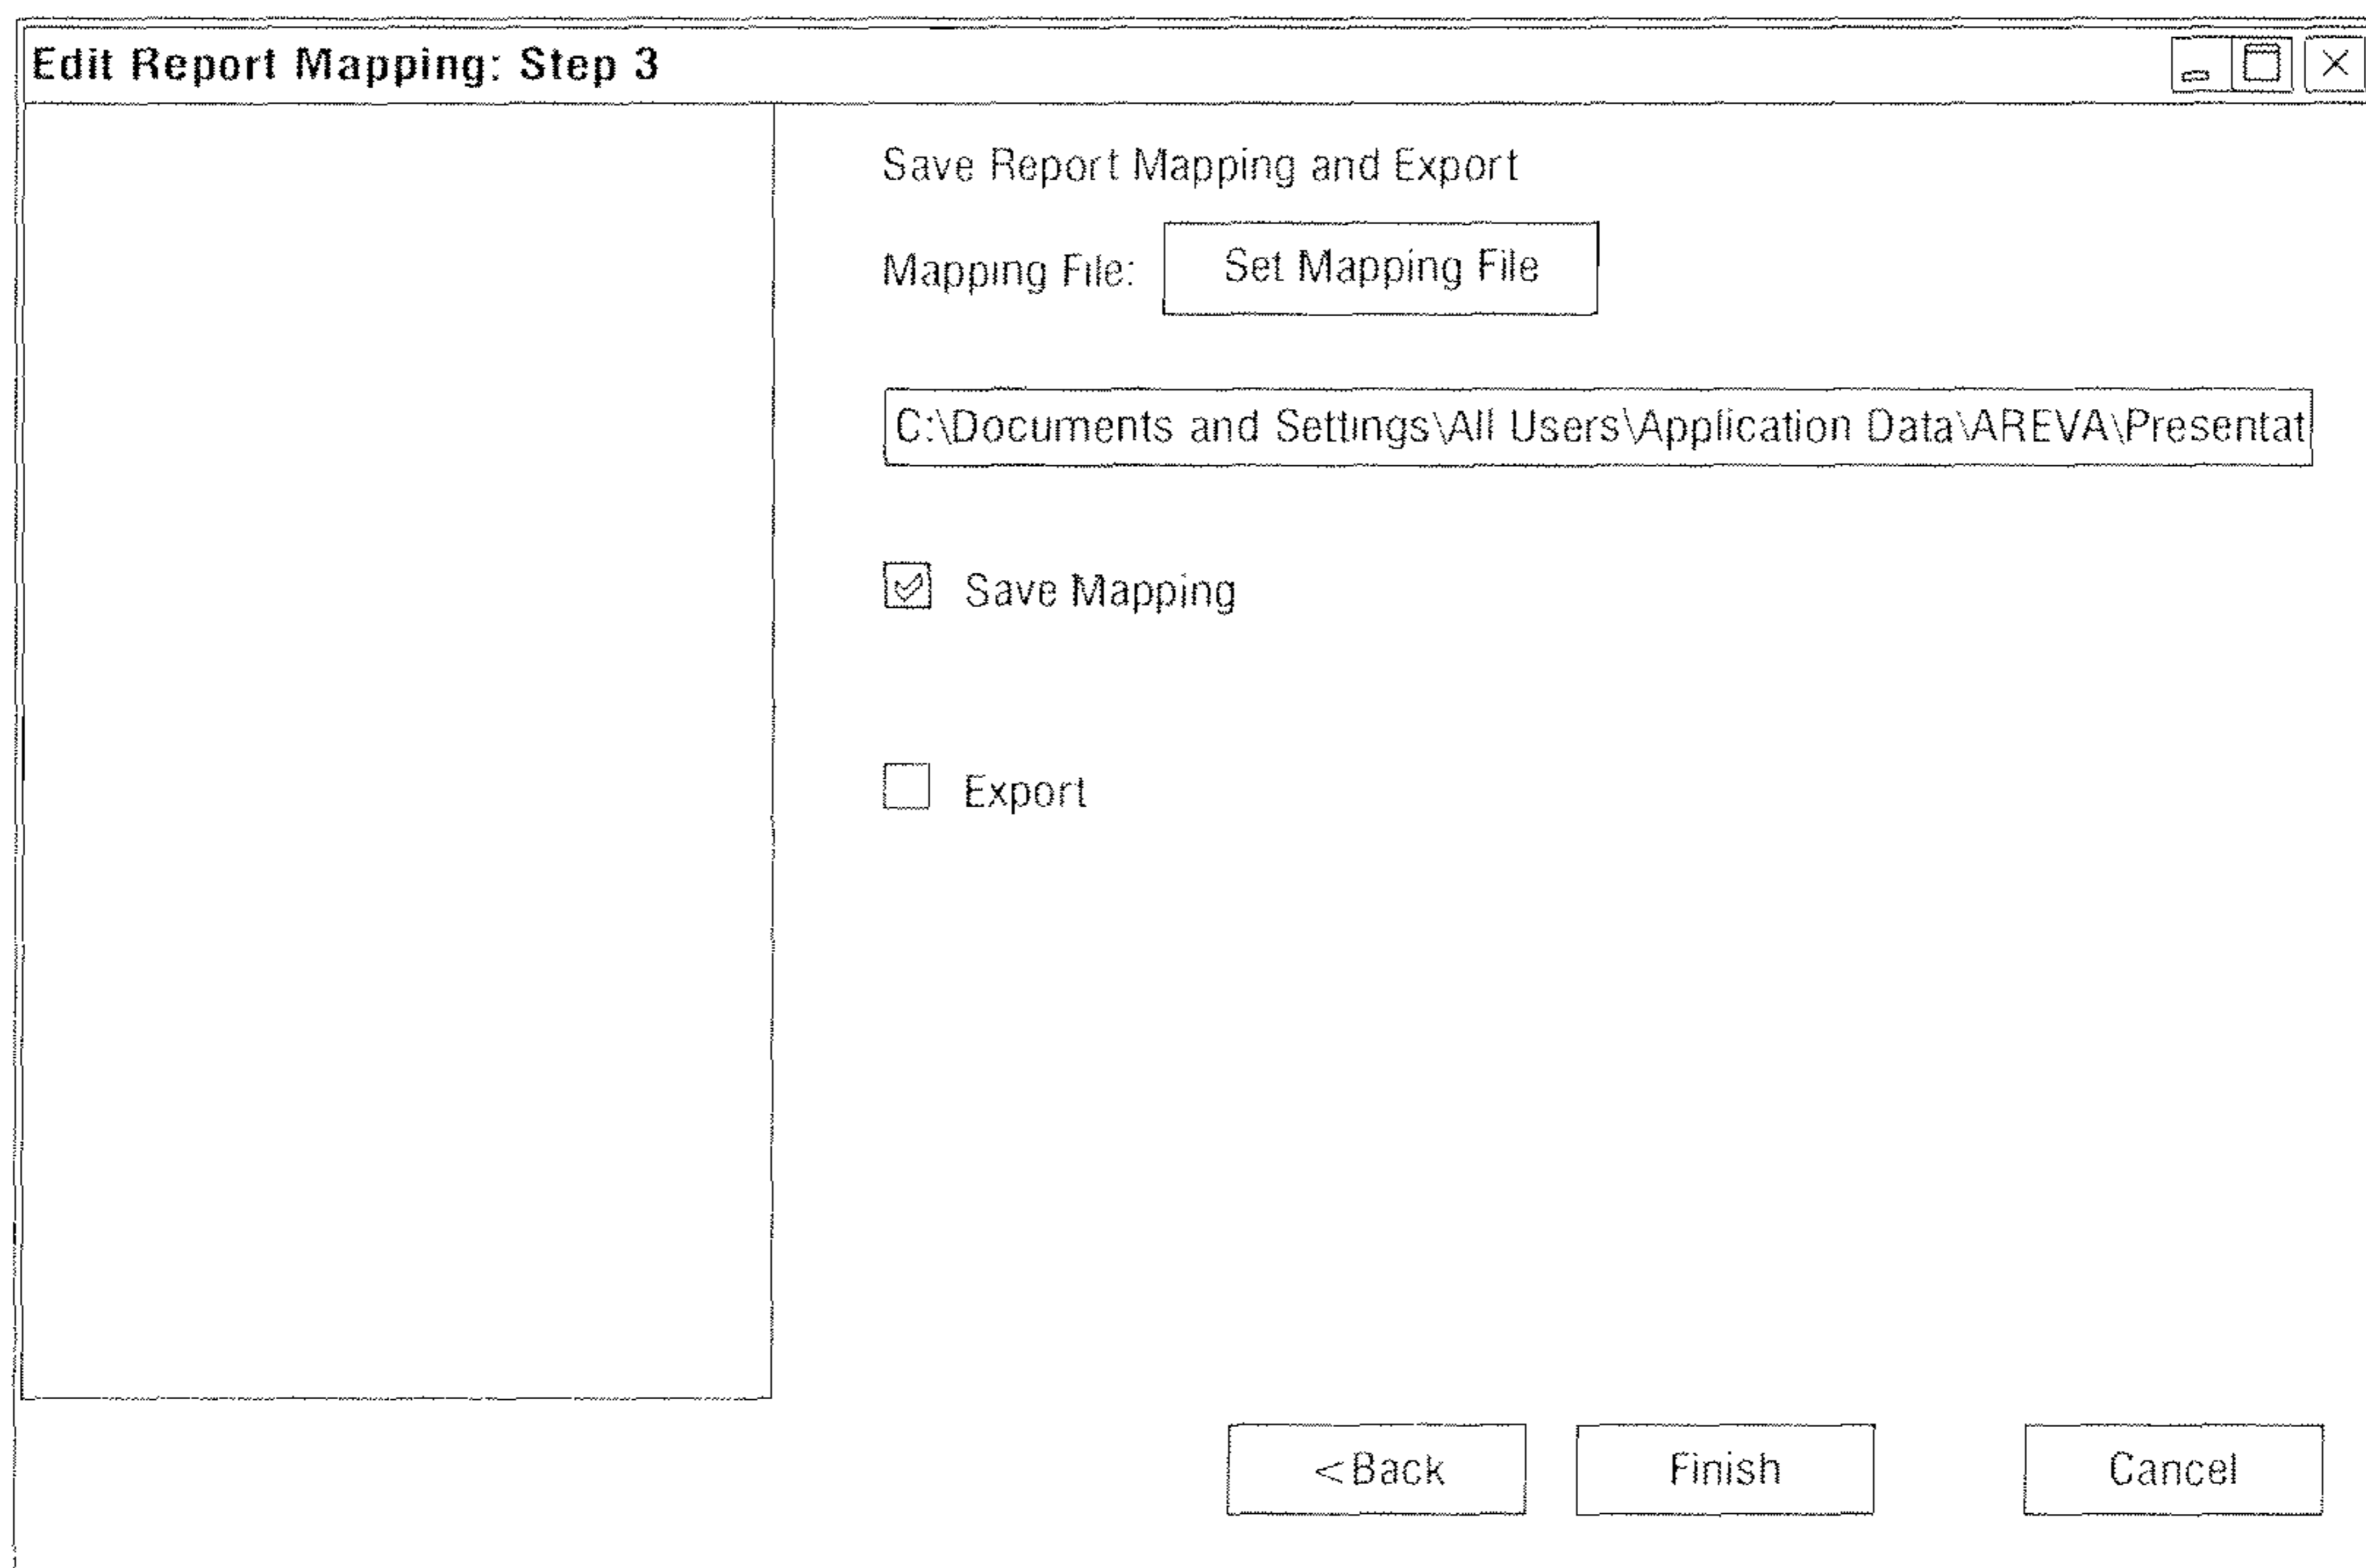 Edit Report Mapping: Step 3
Save Report Mapping and Export
Mapping File: Set Mapping File
C:\Documents and Settings\All Users\Application Data\AREVA\Presentat
Save Mapping
Export
<Back Finish Cancel